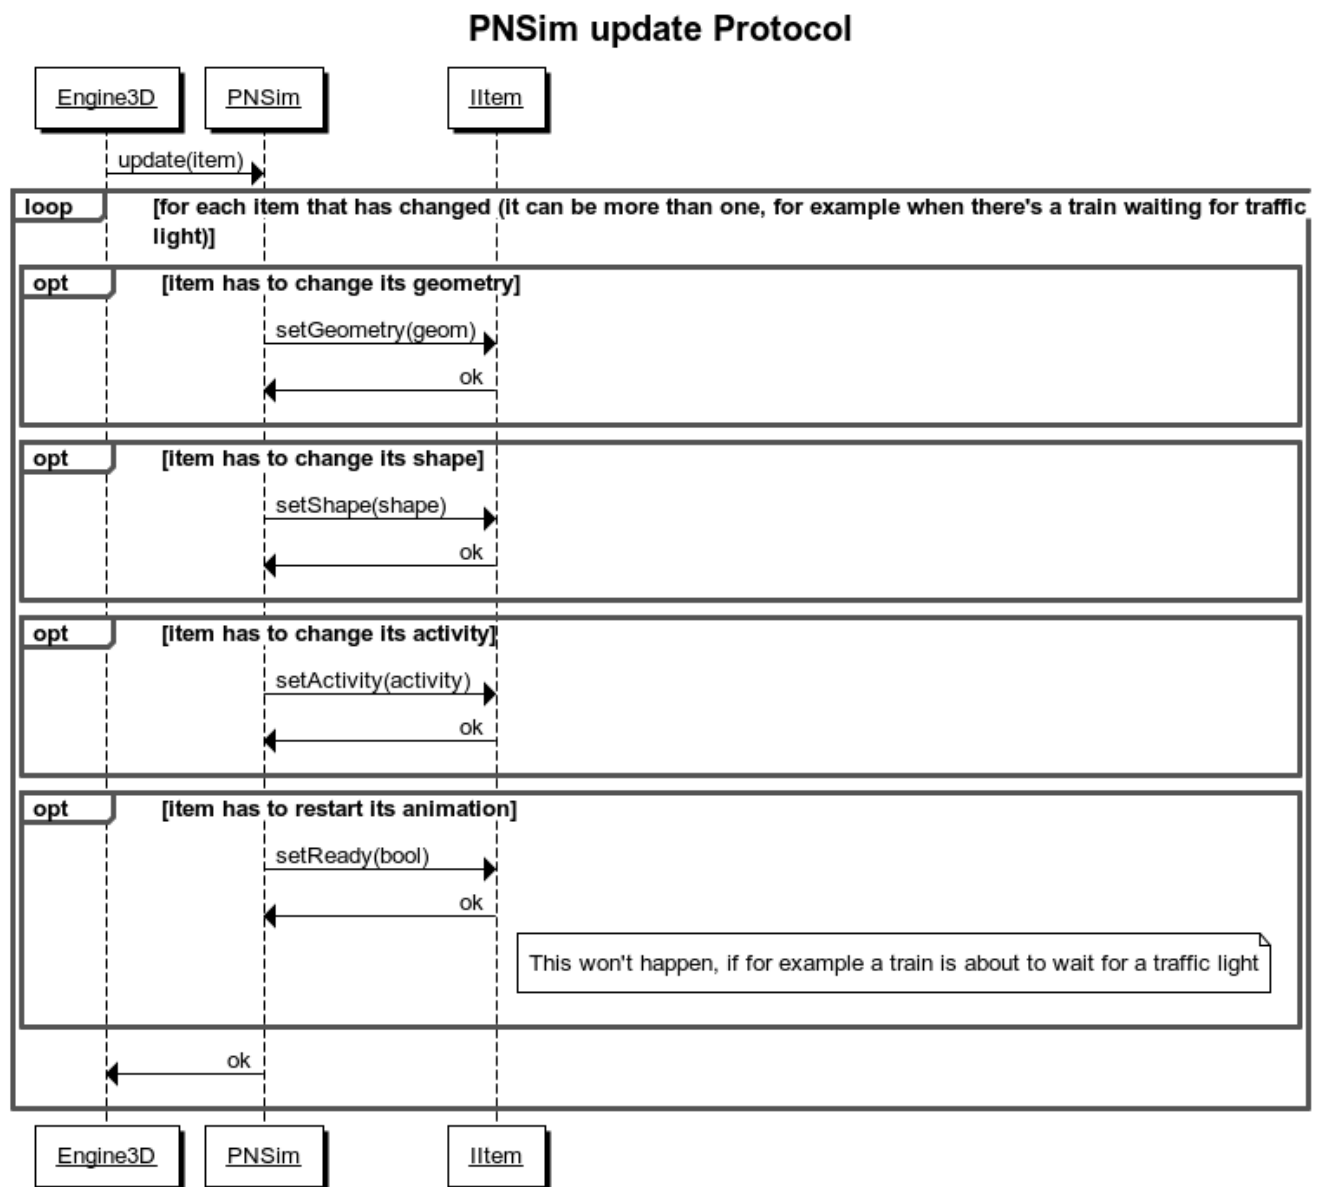 PNSim update Protocol
Engine3D PNSim IItem
update(item)
loop [for each item that has changed (it can be more than one, for example when there's a train waiting for traffic
light)]
opt [item has to change its geometry]
setGeometry(geom)
ok
opt [item has to change its shape]
setShape(shape)
ok
opt [item has to change its activity]
setActivity(activity)
ok
opt [item has to restart its animation]
setReady(bool)
ok
This won't happen, if for example a train is about to wait for a traffic light
ok
Engine3D PNSim IItem